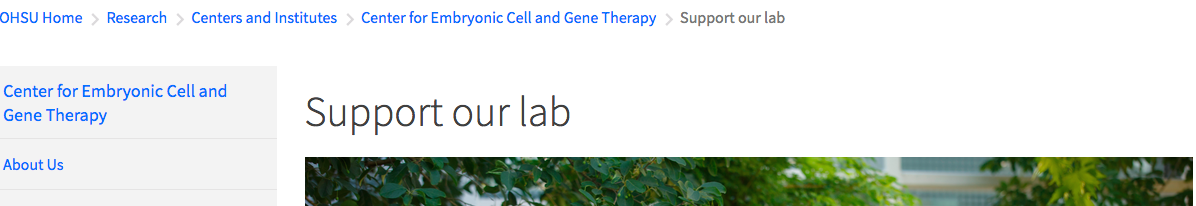 OHSU Home Research Centers and Institutes Center for Embryonic Cell and Gene Therapy Support our lab
Center for Embryonic Cell and
Gene Therapy
About Us
Support our lab